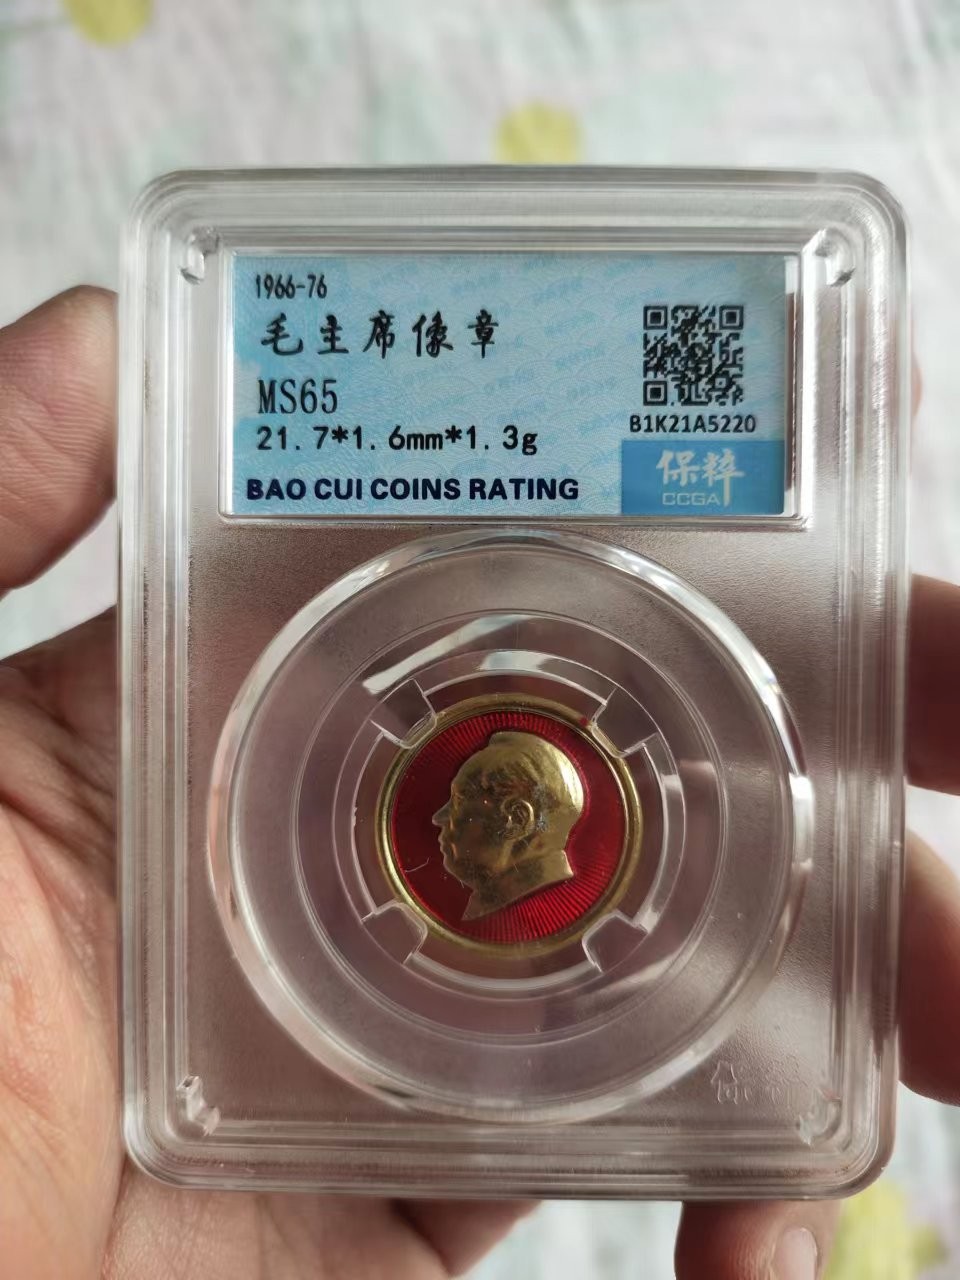 1966-76
毛主席像章
MS65
21.7*1.6mm*1.3g
BAO CUI COINS RATING
B1K21A5220
保粹
CCGA